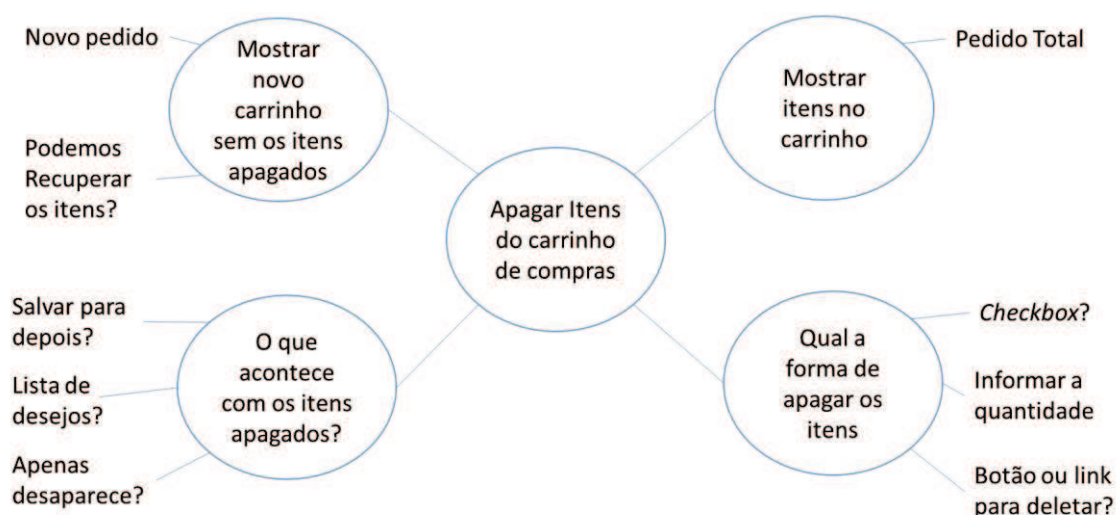 Novo pedido
Podemos
Recuperar
os itens?
Mostrar
novo
carrinho
sem os itens
apagados
Mostrar
itens no
carrinho
Pedido Total
Apagar Itens
do carrinho
de compras
Salvar para
depois?
Lista de
desejos?
Apenas
desaparece?
O que
acontece
com os itens
apagados?
Qual a
forma de
apagar os
itens
Checkbox?
Informar a
quantidade
Botão ou link
para deletar?